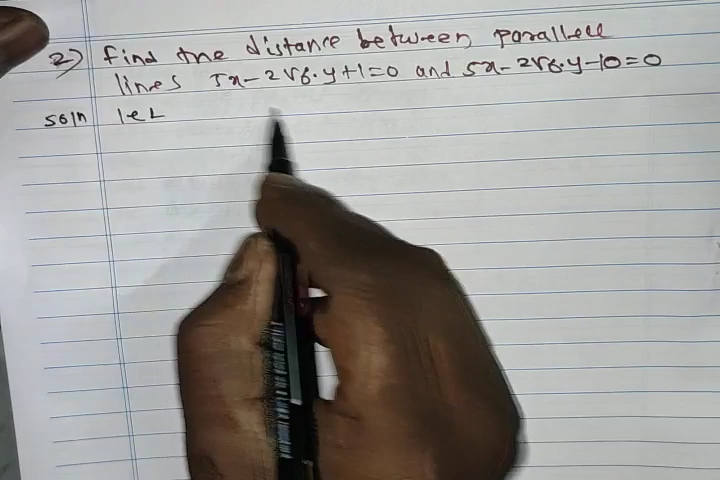 2) find the distance between parallel
lines 5x-2√6.y+1=0 and 5x-2√6.y-10=0
soln let